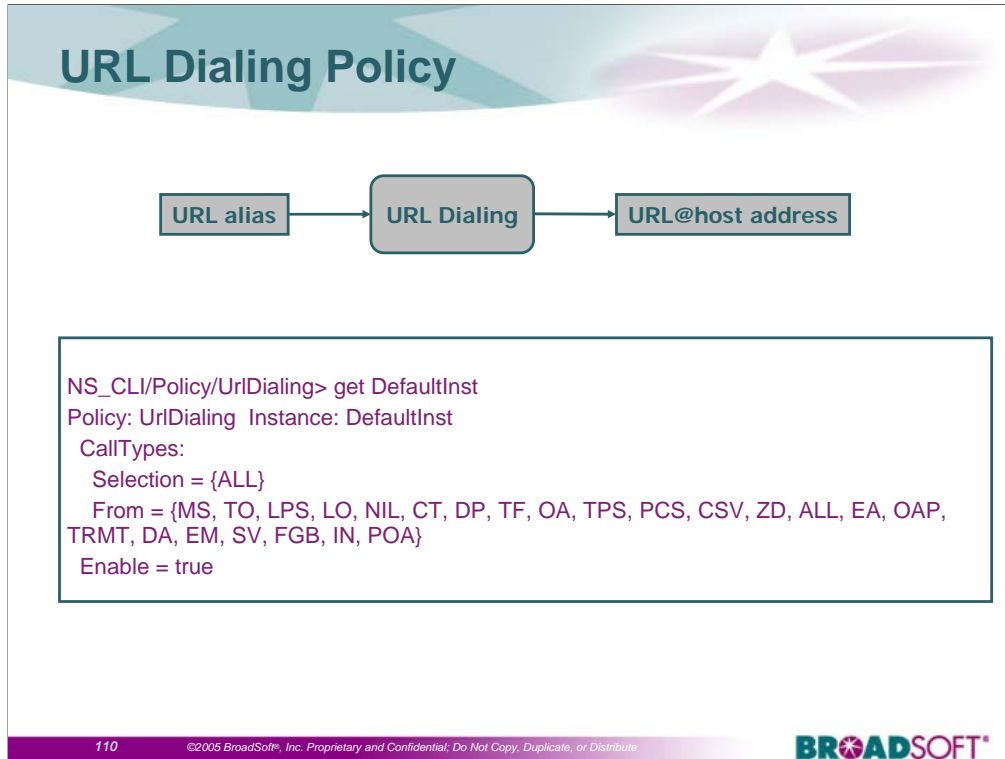 URL Dialing Policy
URL alias
URL Dialing
URL@host address
NS_CLI/Policy/UrlDialing> get DefaultInst
Policy: UrlDialing Instance: DefaultInst
CallTypes:
Selection = {ALL}
From = {MS, TO, LPS, LO, NIL, CT, DP, TF, OA, TPS, PCS, CSV, ZD, ALL, EA, OAP,
TRMT, DA, EM, SV, FGB, IN, POA}
Enable = true
110 ©2005 BroadSoft®, Inc. Proprietary and Confidential; Do Not Copy, Duplicate, or Distribute
BROADSOFT